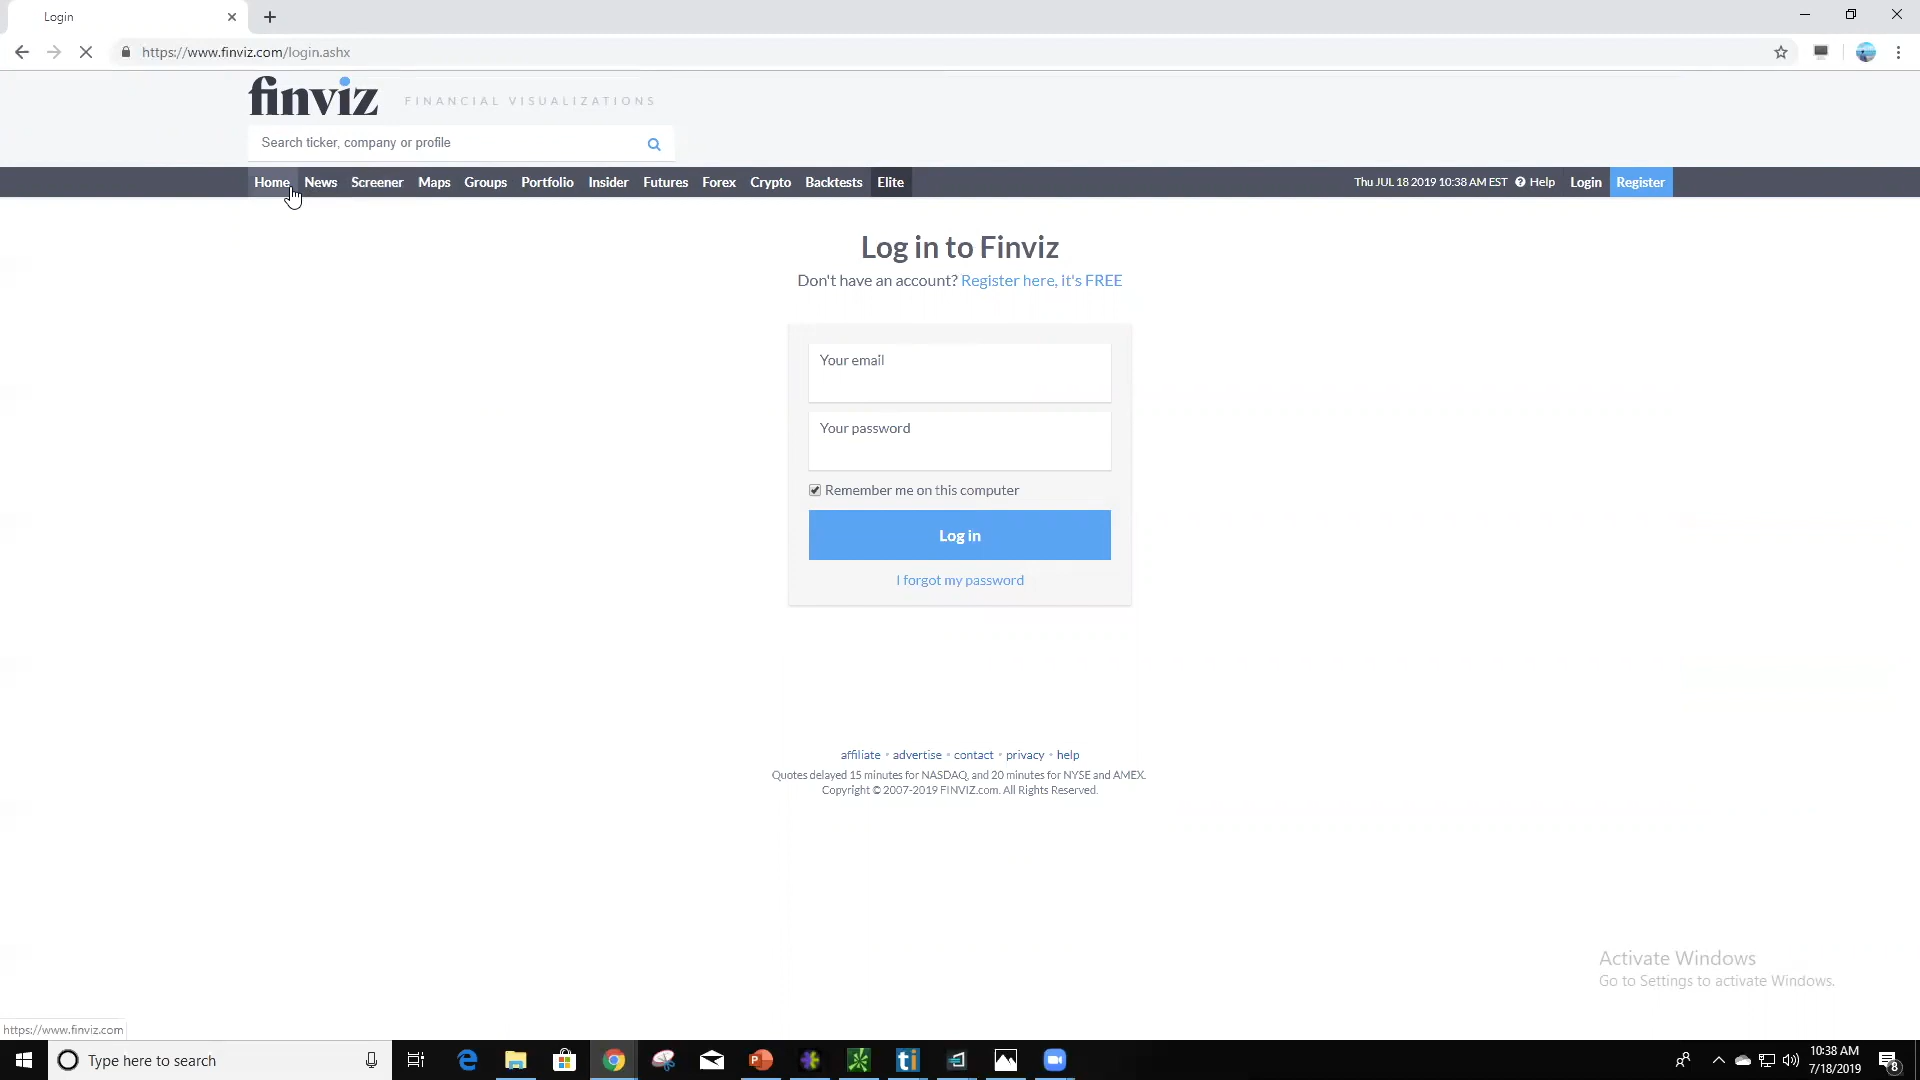 Login
https://www.finviz.com/login.ashx
finviz FINANCIAL VISUALIZATIONS
Search ticker, company or profile
Home News Screener Maps Groups Portfolio Insider Futures Forex Crypto Backtests Elite Thu JUL 18 2019 10:38 AM EST Help Login Register
Log in to Finviz
Don't have an account? Register here, it's FREE
Your email
Your password
Remember me on this computer
Log in
I forgot my password
affiliate • advertise • contact • privacy • help
Quotes delayed 15 minutes for NASDAQ, and 20 minutes for NYSE and AMEX.
Copyright © 2007-2019 FINVIZ.com. All Rights Reserved.
Activate Windows
Go to Settings to activate Windows.
https://www.finviz.com
Type here to search
10:38 AM
7/18/2019
8